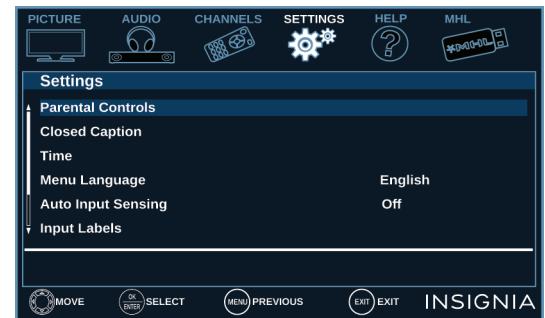 PICTURE AUDIO CHANNELS SETTINGS HELP MHL
MHL
Settings
Parental Controls
Closed Caption
Time
Menu Language English
Auto Input Sensing Off
Input Labels
MOVE OK ENTER SELECT MENU PREVIOUS EXIT EXIT INSIGNIA